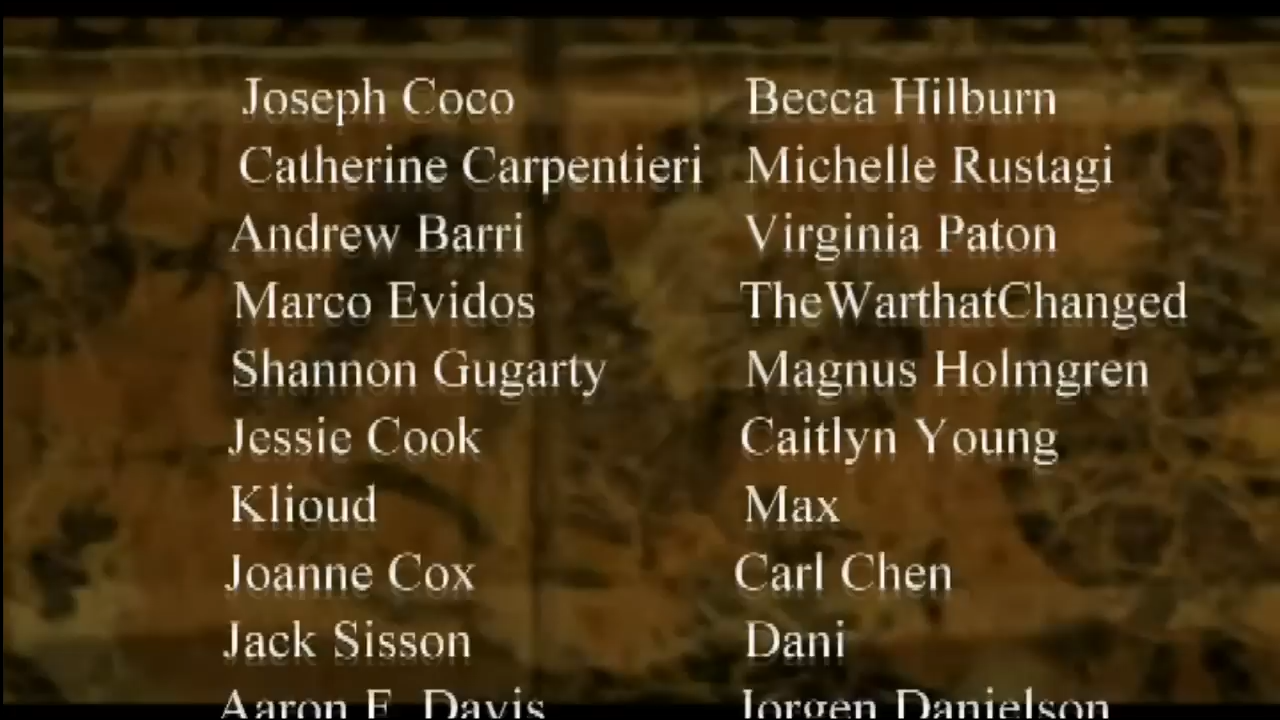 Joseph Coco Becca Hilburn
Catherine Carpentieri Michelle Rustagi
Andrew Barri Virginia Paton
Marco Evidos TheWarthatChanged
Shannon Gugarty Magnus Holmgren
Jessie Cook Caitlyn Young
Klioud Max
Joanne Cox Carl Chen
Jack Sisson Dani
Aaron F. Davis Jorgen Danielson